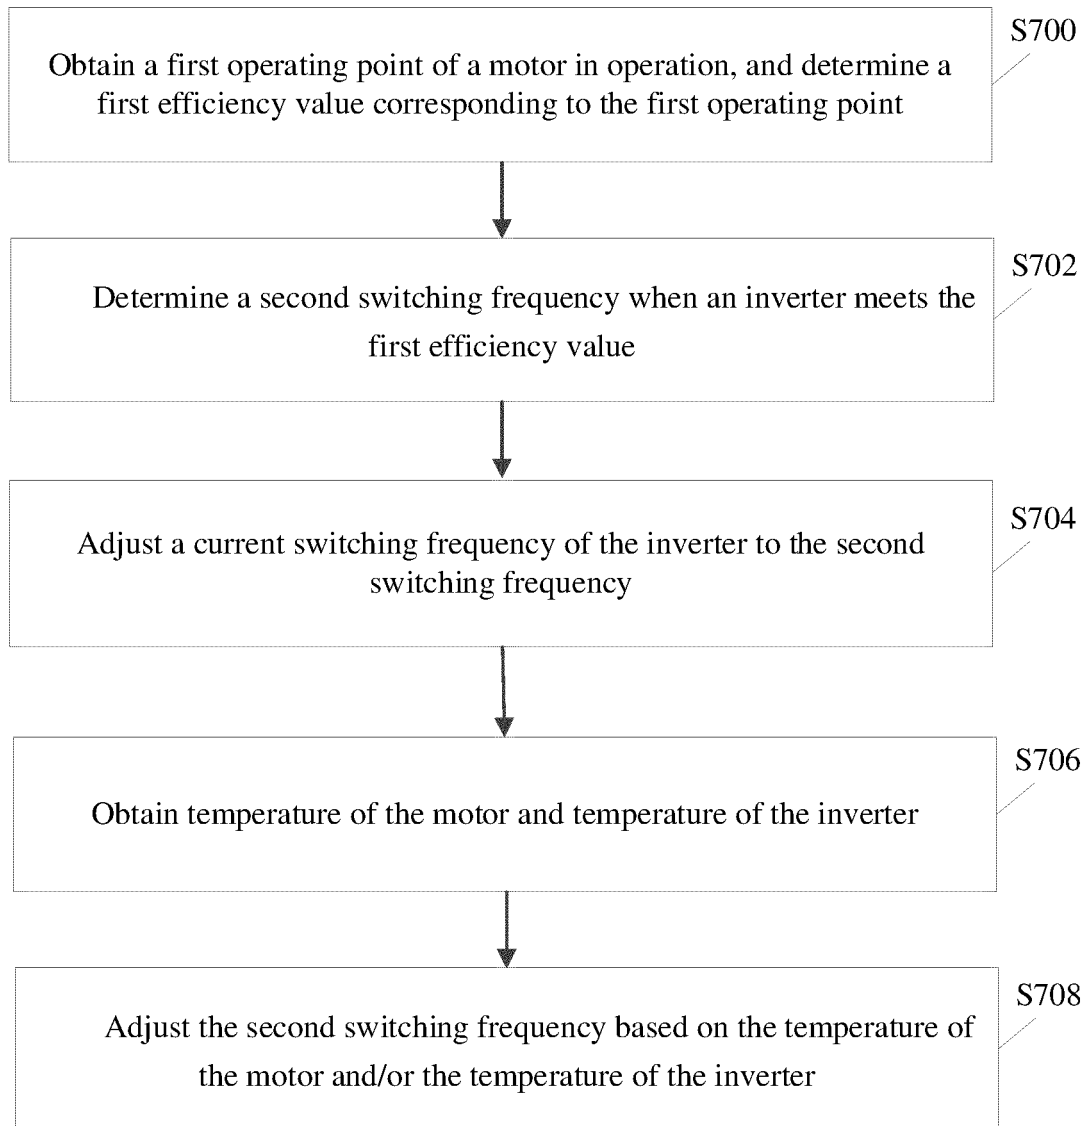 S700
Obtain a first operating point of a motor in operation, and determine a
first efficiency value corresponding to the first operating point
S702
Determine a second switching frequency when an inverter meets the
first efficiency value
S704
Adjust a current switching frequency of the inverter to the second
switching frequency
S706
Obtain temperature of the motor and temperature of the inverter
S708
Adjust the second switching frequency based on the temperature of
the motor and/or the temperature of the inverter